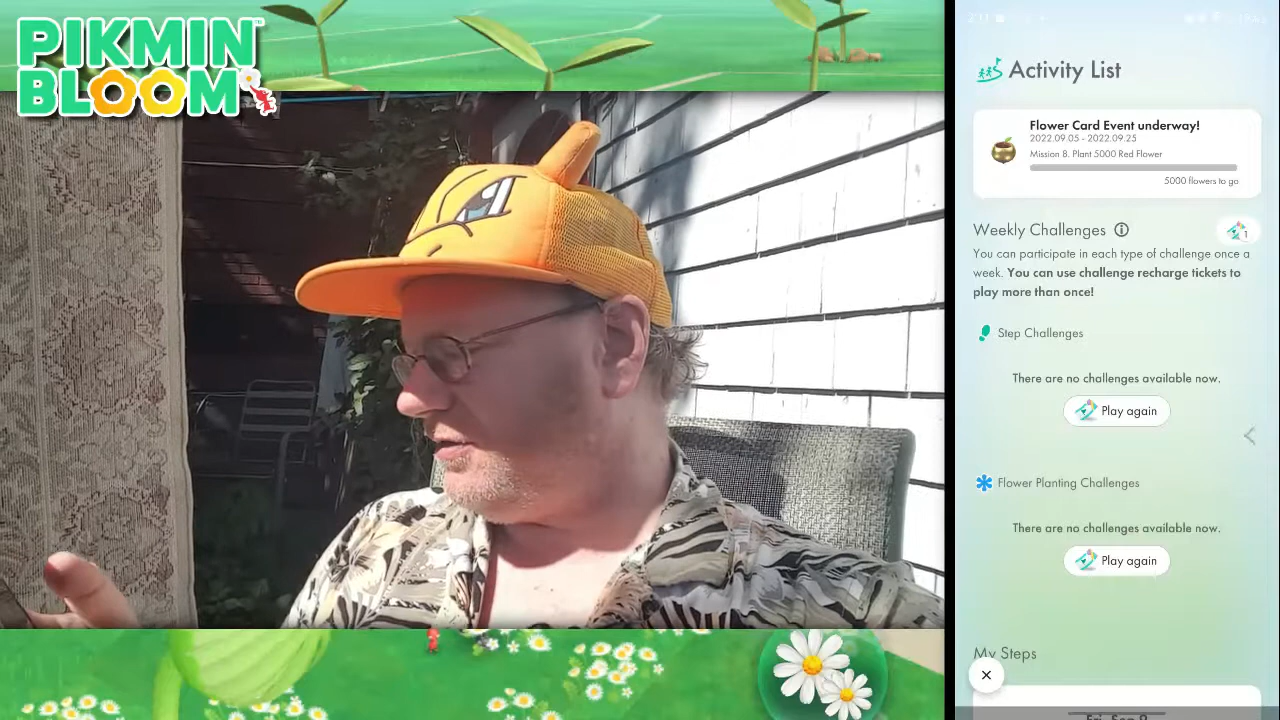 PIKMIN
BLOOM
Activity List
Flower Card Event underway!
2022.09.05 - 2022.09.25
Mission 8. Plant 5000 Red Flower
5000 flowers to go
Weekly Challenges
1
You can participate in each type of challenge once a
week. You can use challenge recharge tickets to
play more than once!
Step Challenges
There are no challenges available now.
Play again
Flower Planting Challenges
There are no challenges available now.
Play again
My Steps